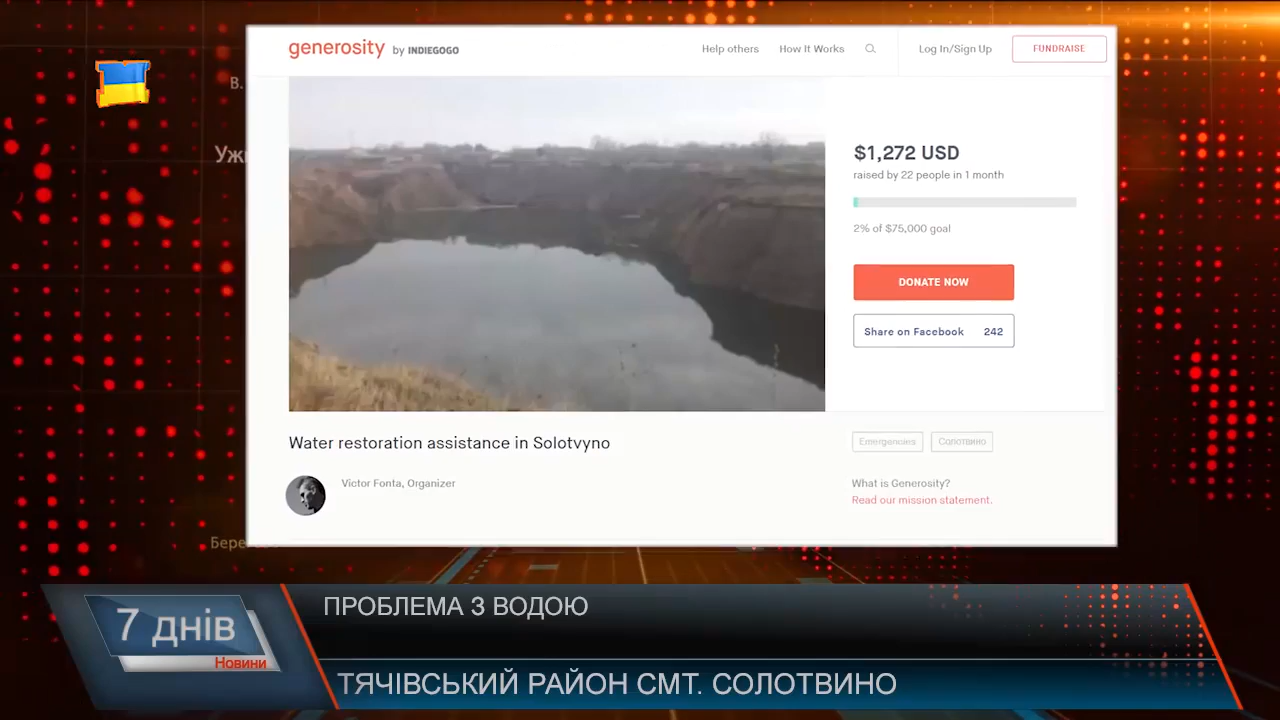 generosity by INDIEGOGO
Help others How It Works Log In/Sign Up FUNDRAISE
В.
Уж
$1,272 USD
raised by 22 people in 1 month
2% of $75,000 goal
DONATE NOW
Share on Facebook 242
Water restoration assistance in Solotvyno
Emergencies Солотвино
Victor Fonta, Organizer
What is Generosity?
Read our mission statement.
Бере
ПРОБЛЕМА З ВОДОЮ
7 днів
Новини
ТЯЧІВСЬКИЙ РАЙОН СМТ. СОЛОТВИНО